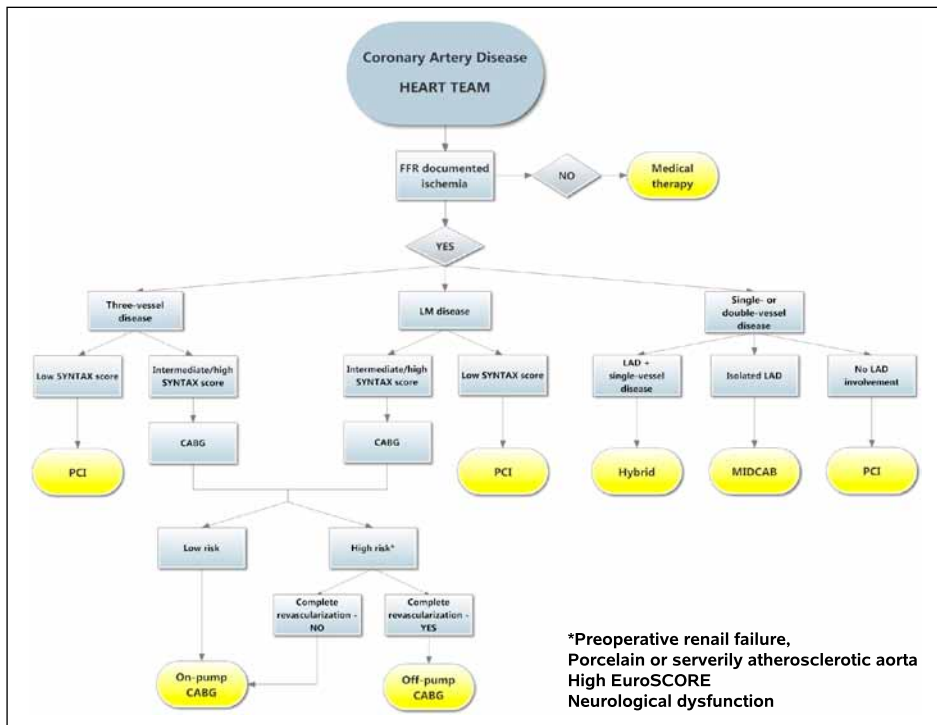 Coronary Artery Disease
HEART TEAM
FFR documented
ischemia
NO
Medical
therapy
YES
Three-vessel
disease
LM disease
Single- or
double-vessel
disease
Low SYNTAX score
Intermediate/high
SYNTAX score
Intermediate/high
SYNTAX score
Low SYNTAX score
LAD +
single-vessel
disease
Isolated LAD
No LAD
involvement
PCI
CABG
CABG
PCI
Hybrid
MIDCAB
PCI
Low risk
High risk*
Complete
revascularization -
NO
Complete
revascularization -
YES
On-pump
CABG
Off-pump
CABG
*Preoperative renail failure,
Porcelain or serverily atherosclerotic aorta
High EuroSCORE
Neurological dysfunction